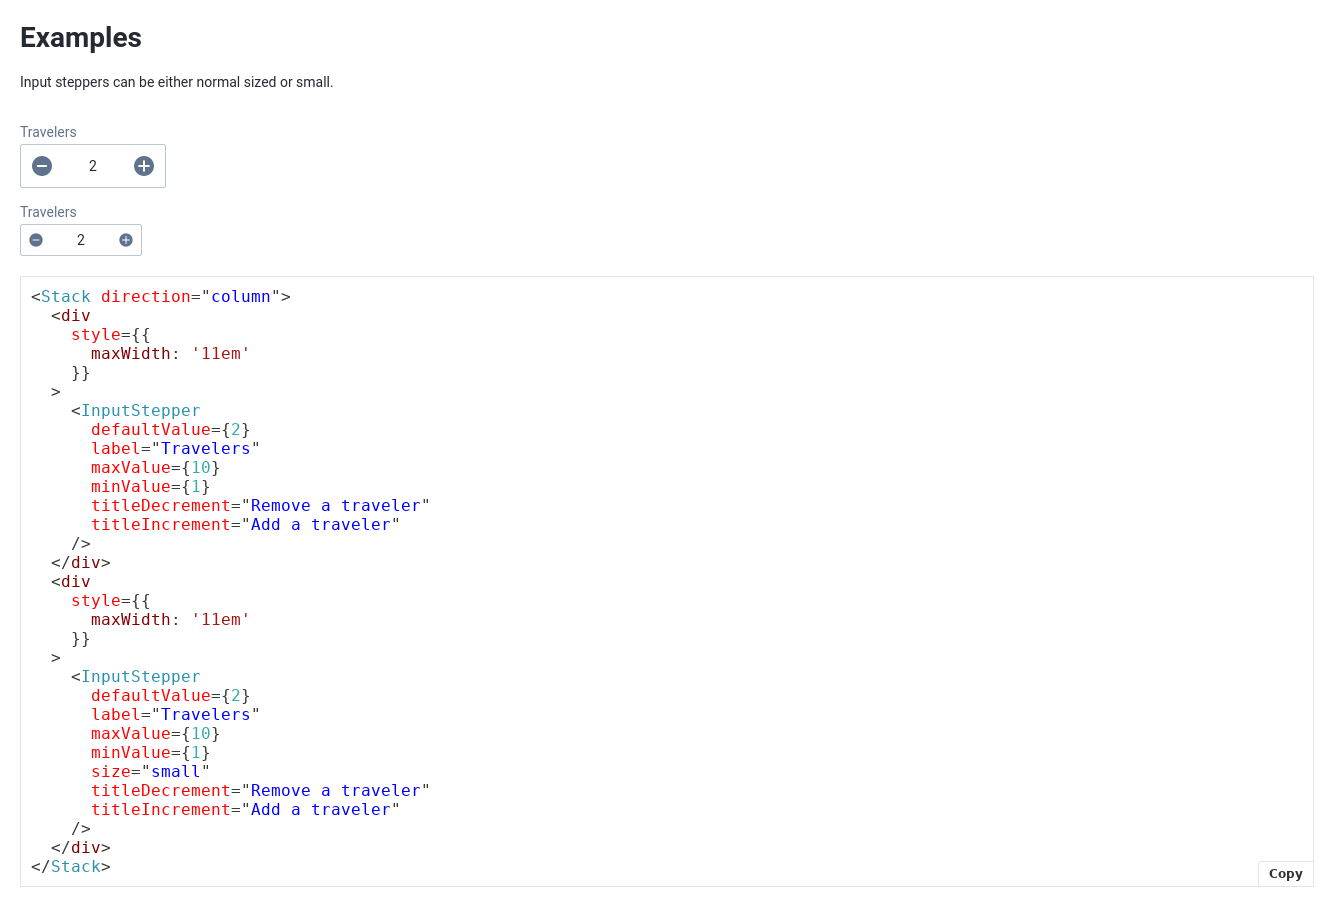 Examples
Input steppers can be either normal sized or small.
Travelers
2
Travelers
2
<Stack direction="column">
  <div
    style={{
      maxWidth: '11em'
    }}
  >
    <InputStepper
      defaultValue={2}
      label="Travelers"
      maxValue={10}
      minValue={1}
      titleDecrement="Remove a traveler"
      titleIncrement="Add a traveler"
    />
  </div>
  <div
    style={{
      maxWidth: '11em'
    }}
  >
    <InputStepper
      defaultValue={2}
      label="Travelers"
      maxValue={10}
      minValue={1}
      size="small"
      titleDecrement="Remove a traveler"
      titleIncrement="Add a traveler"
    />
  </div>
</Stack>
Copy